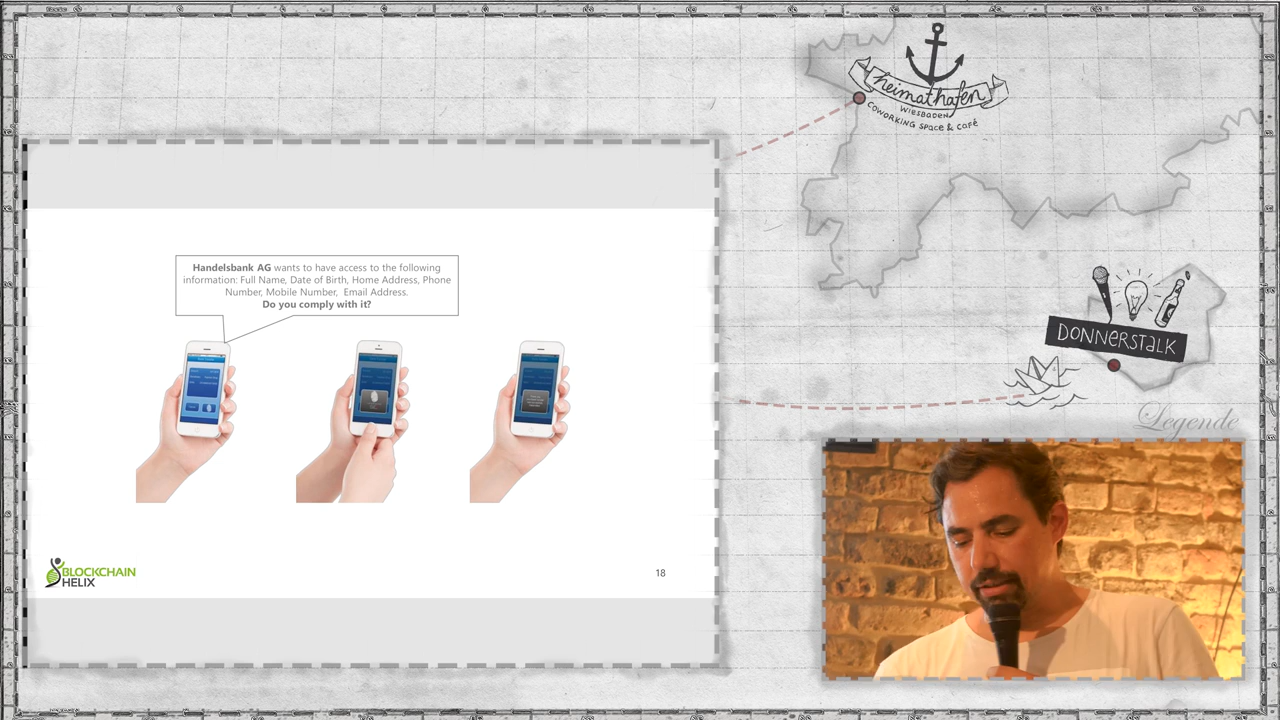 heimathafen
WIESBADEN
COWORKING SPACE & CAFÉ
Handelsbank AG wants to have access to the following
information: Full Name, Date of Birth, Home Address, Phone
Number, Mobile Number, Email Address.
Do you comply with it?
DONNERSTALK
Legende
BLOCKCHAIN
HELIX
18